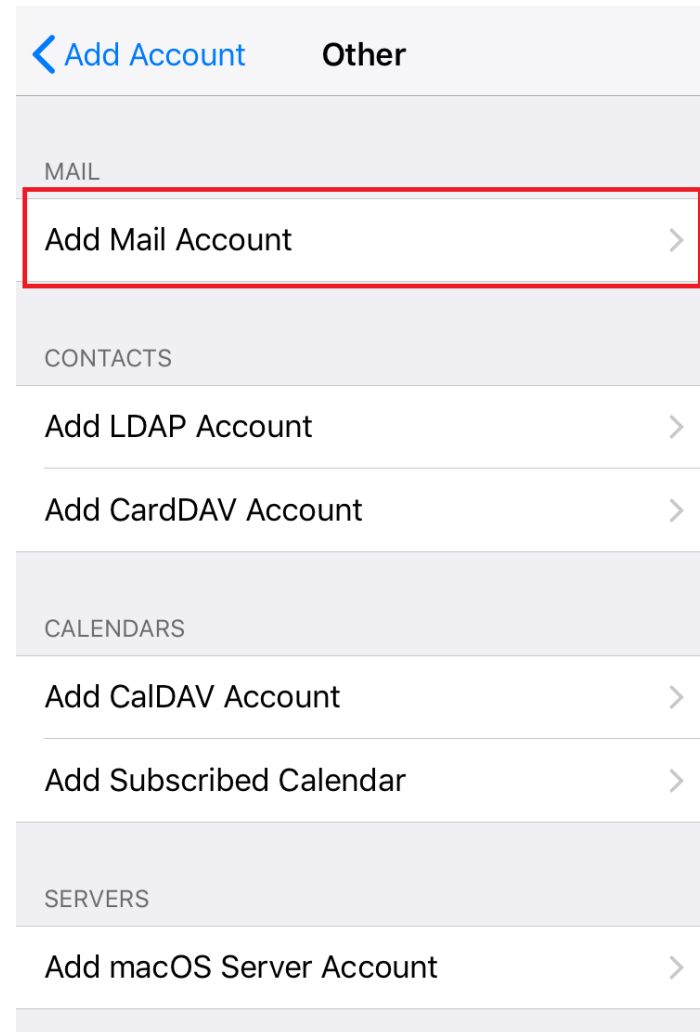 Add Account Other
MAIL
Add Mail Account
CONTACTS
Add LDAP Account
Add CardDAV Account
CALENDARS
Add CalDAV Account
Add Subscribed Calendar
SERVERS
Add macOS Server Account